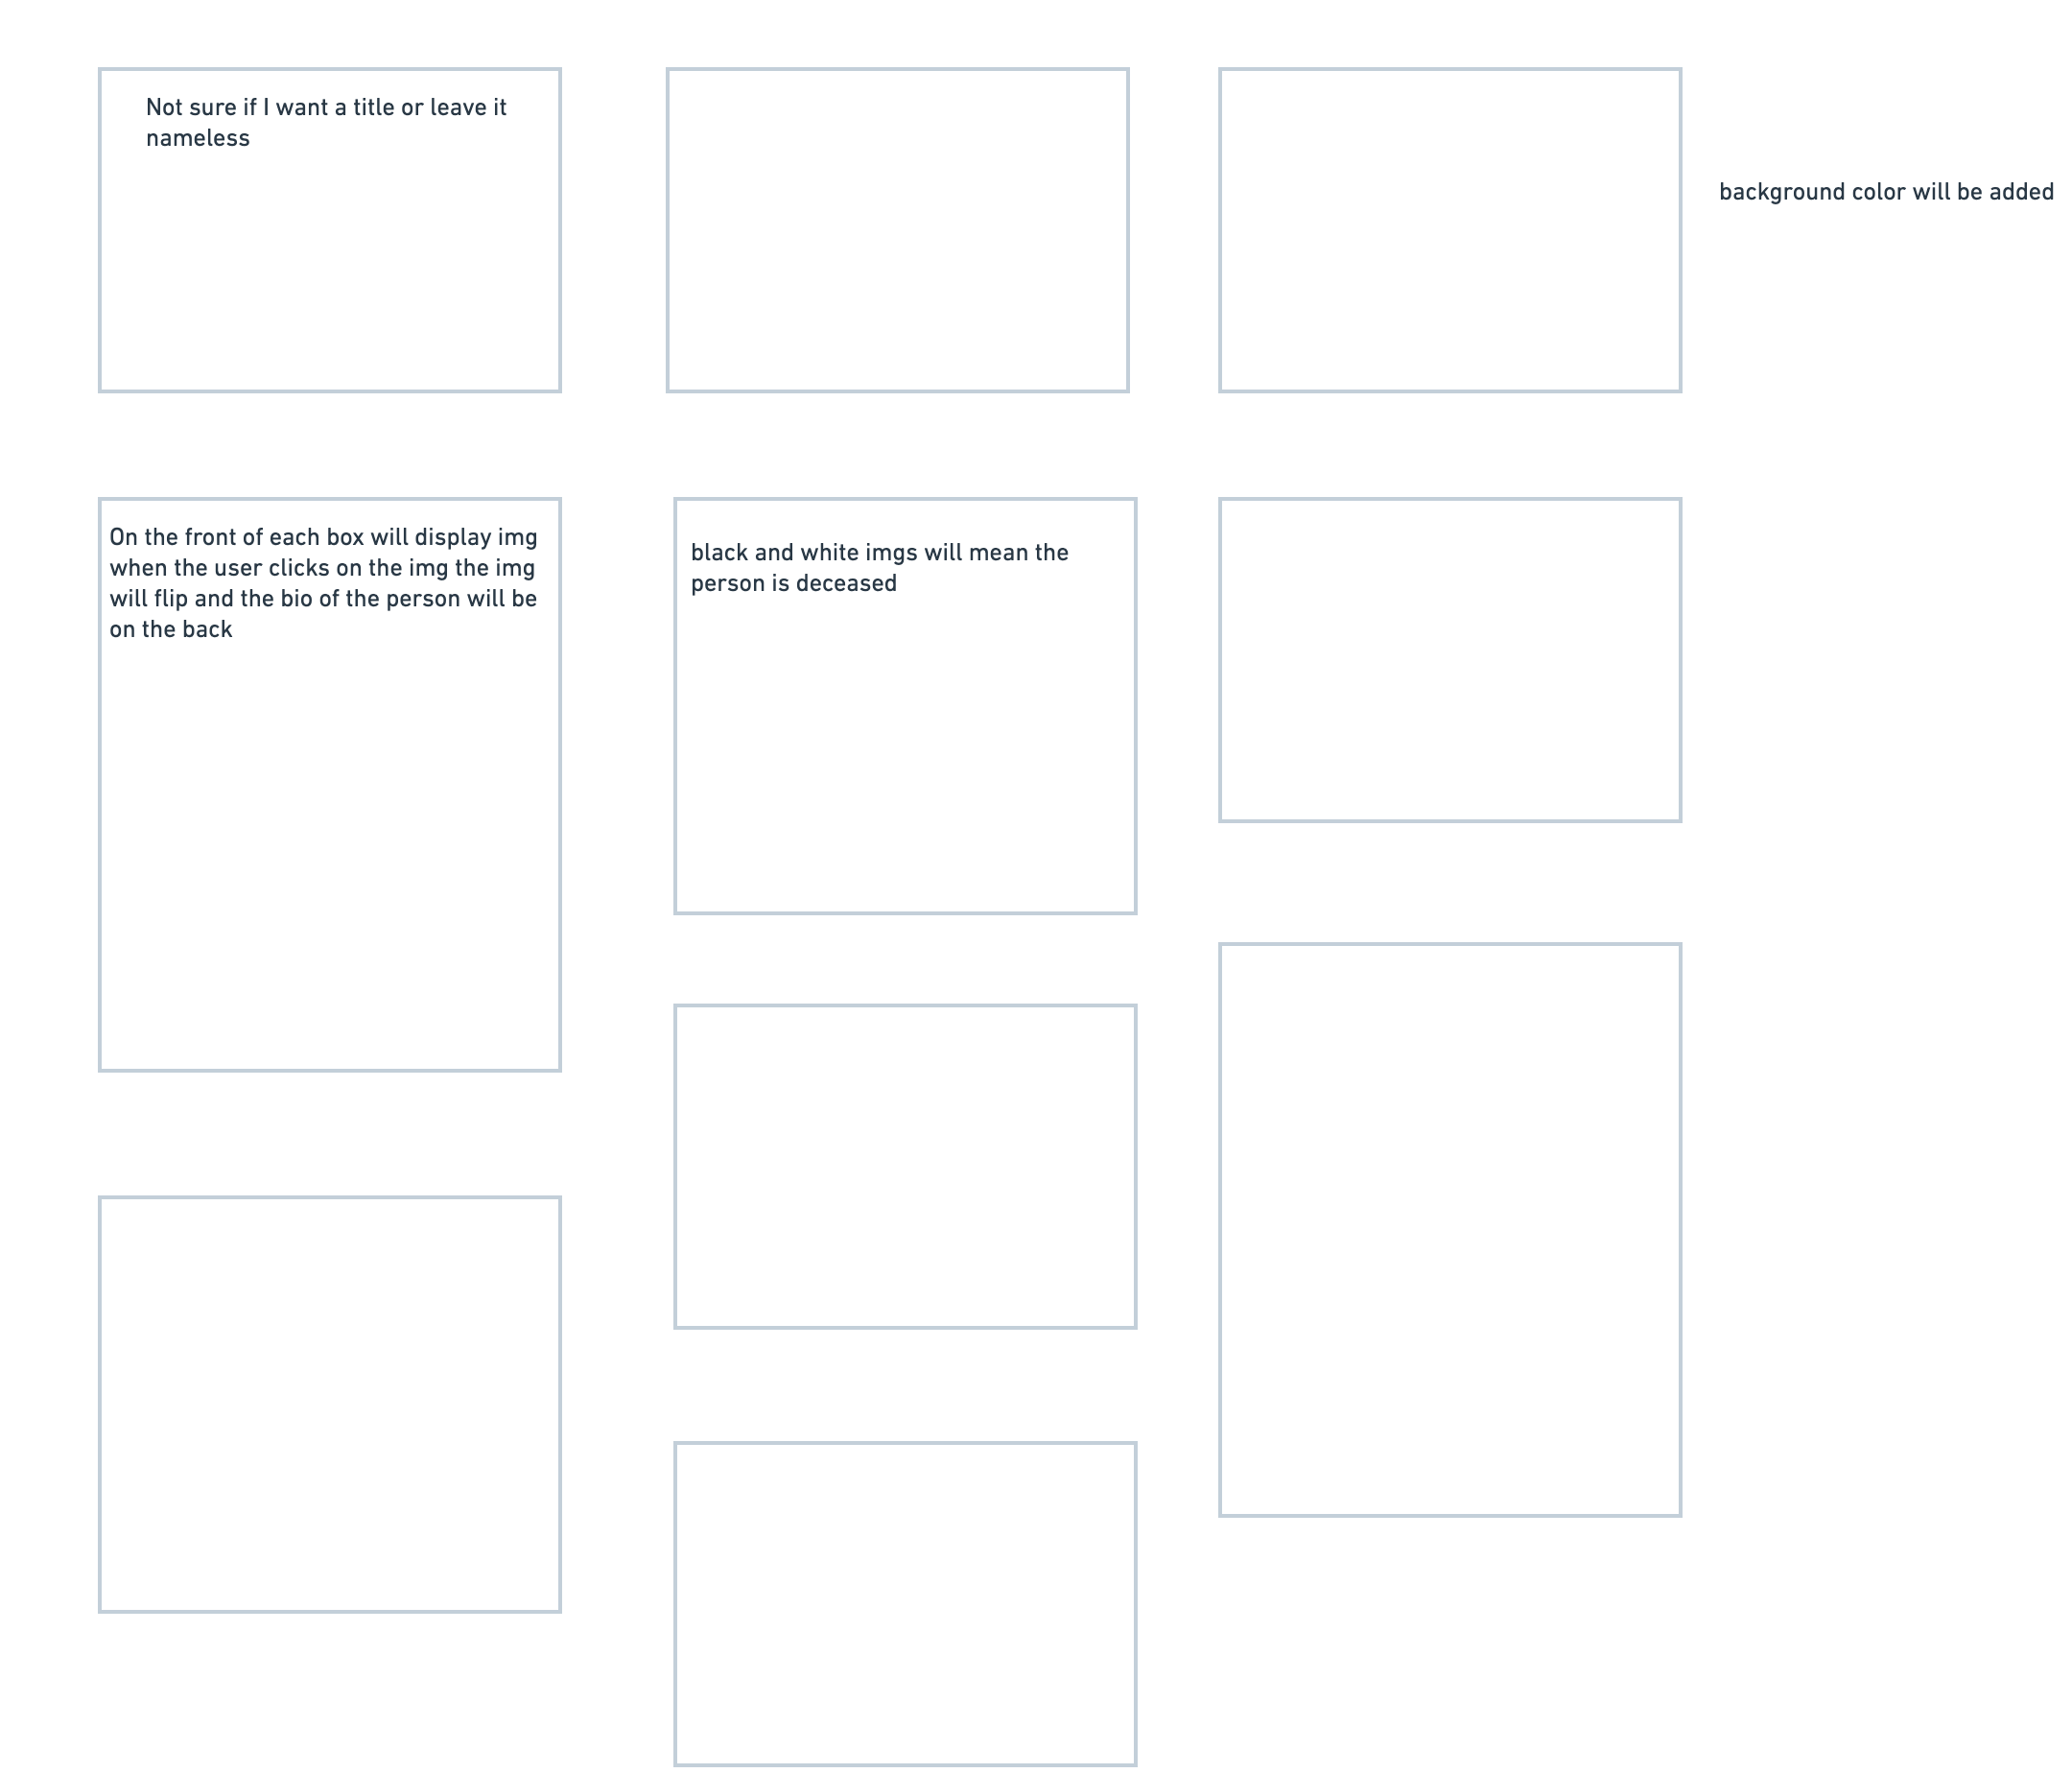 Not sure if I want a title or leave it
nameless
background color will be added
On the front of each box will display img
when the user clicks on the img the img
will flip and the bio of the person will be
on the back
black and white imgs will mean the
person is deceased